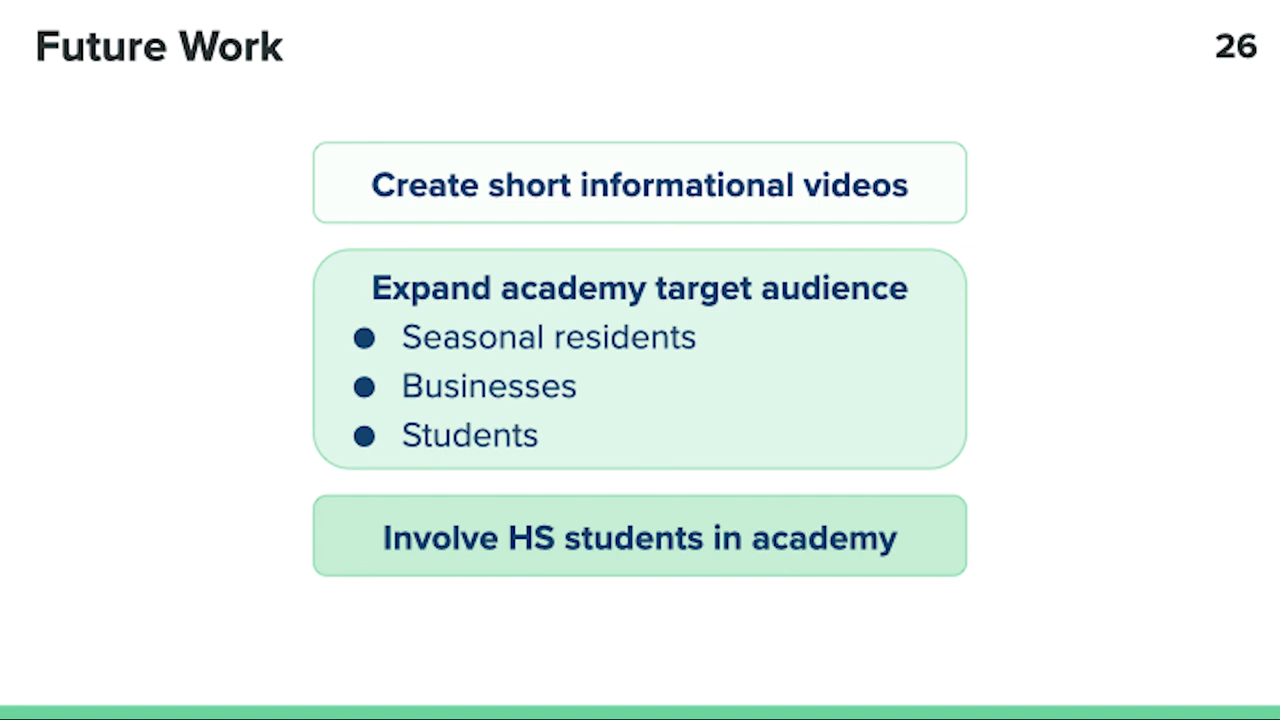 Future Work
26
Create short informational videos
Expand academy target audience
● Seasonal residents
● Businesses
● Students
Involve HS students in academy